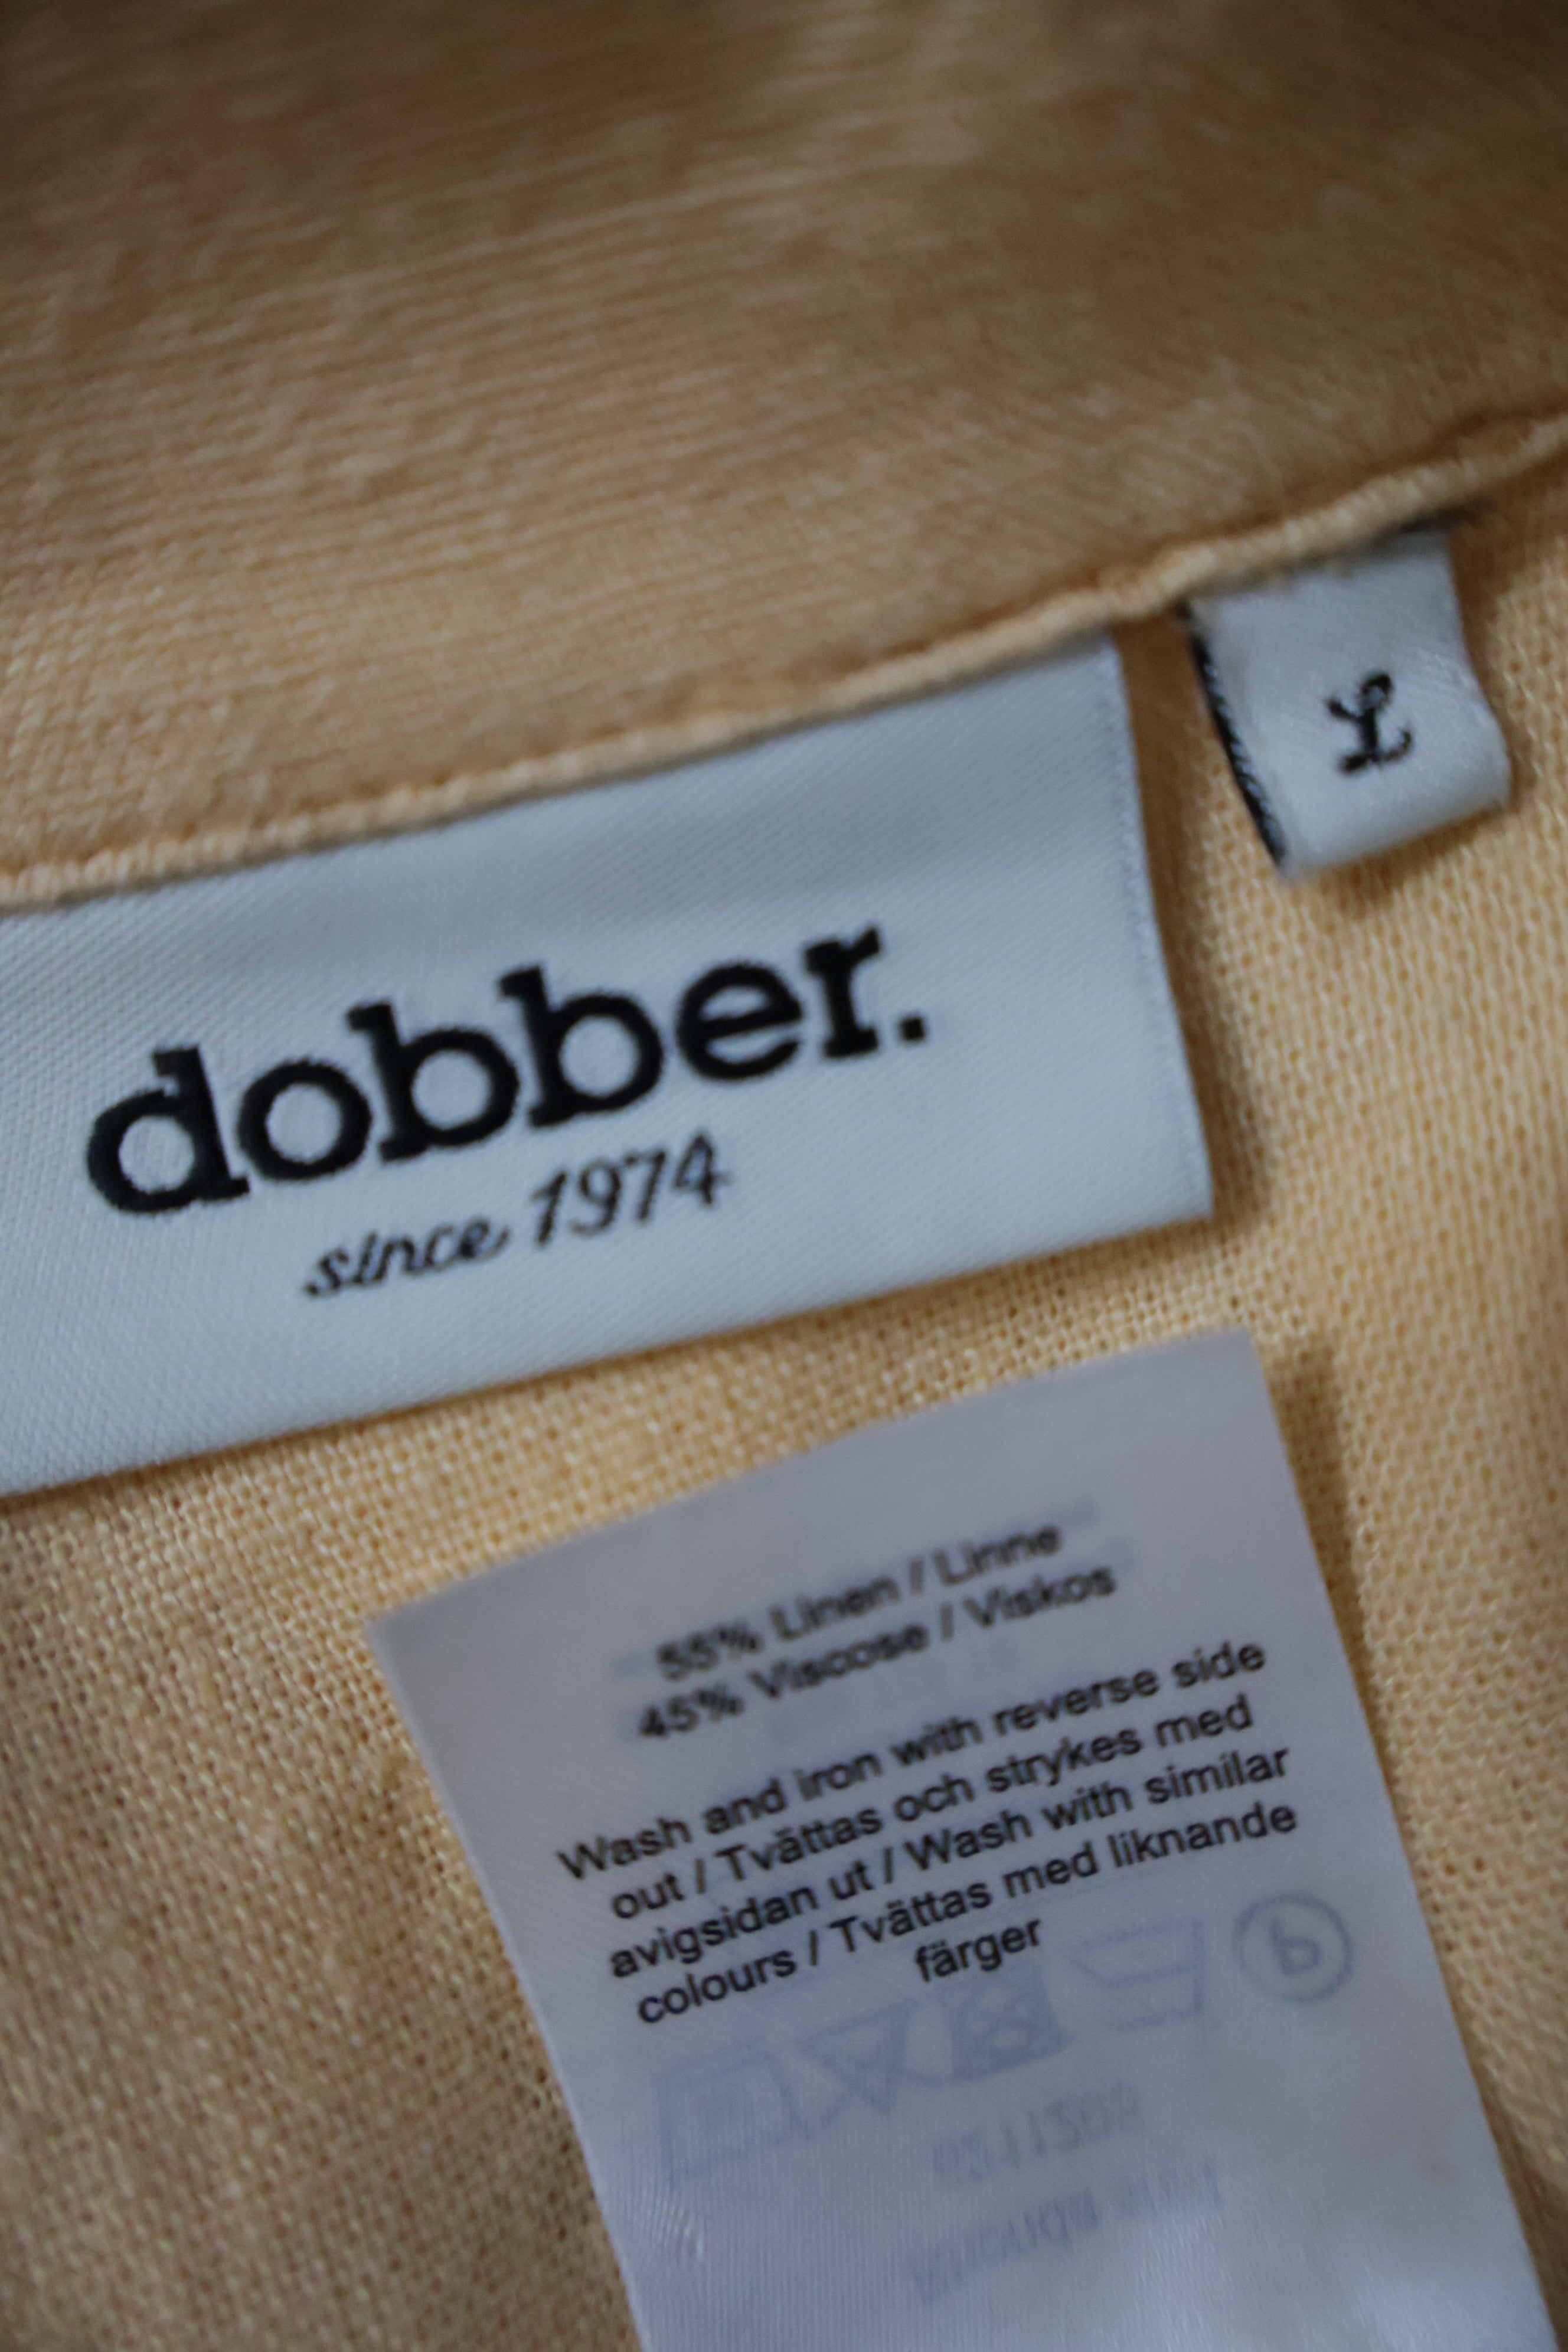 L
dobber.
since 1974
55% Linen / Linne
45% Viscose / Viskos
Wash and iron with reverse side
out / Tvättas och strykes med
avigsidan ut / Wash with similar
colours / Tvättas med liknande
färger
P